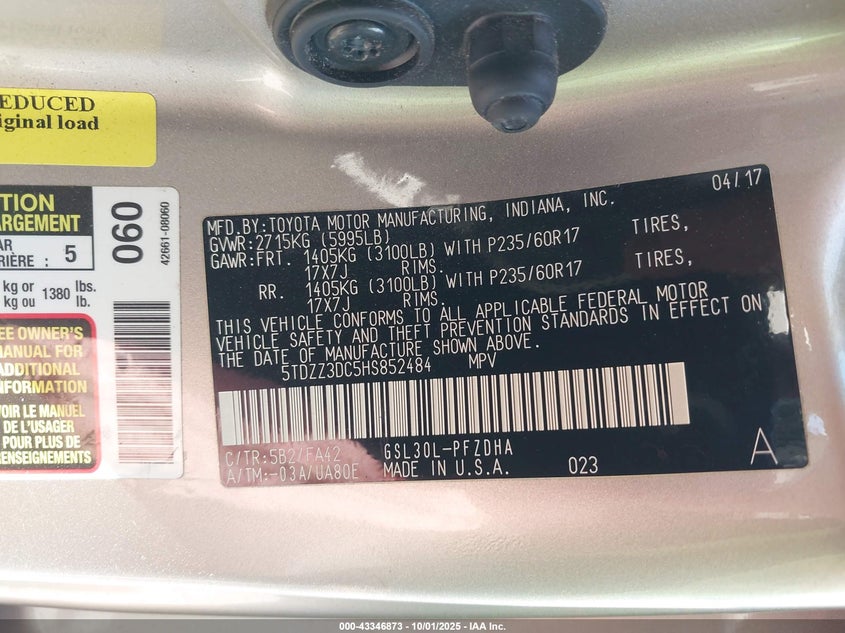 EDUCED
iginal load
TION
ARGEMENT
AR
RIÈRE : 5
kg or 1380 lbs.
kg ou lb.
060
42661-08060
EE OWNER'S
MANUAL FOR
ADDITIONAL
NFORMATION
VOIR LE MANUEL
DE L'USAGER
POUR PLUS DE
RENSEIGNEMENTS
04/17
MFD.BY:TOYOTA MOTOR MANUFACTURING, INDIANA, INC.
GVWR:2715KG (5995LB)
GAWR:FRT. 1405KG (3100LB) WITH P235/60R17 TIRES,
17X7J RIMS.
RR. 1405KG (3100LB) WITH P235/60R17 TIRES,
17X7J RIMS.
THIS VEHICLE CONFORMS TO ALL APPLICABLE FEDERAL MOTOR
VEHICLE SAFETY AND THEFT PREVENTION STANDARDS IN EFFECT ON
THE DATE OF MANUFACTURE SHOWN ABOVE.
5TDZZ3DC5HS852484 MPV
C/TR:5B2/FA42 GSL30L-PFZDHA
A/TM:-03A/UA80E MADE IN U.S.A. 023
A
000-43346873 • 10/01/2025 - IAA Inc.